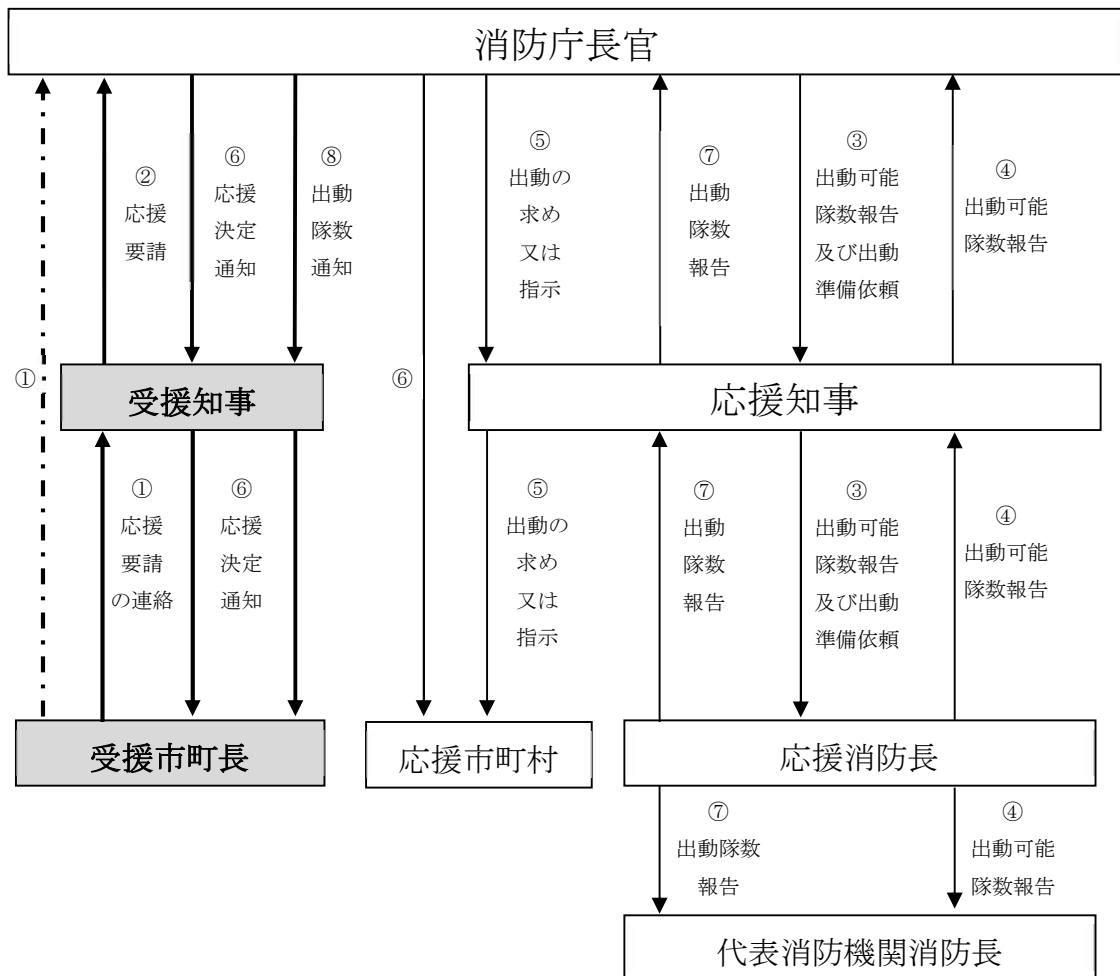 消防庁長官
②
応援
要請
⑥
応援
決定
通知
⑧
出動
隊数
通知
⑤
出動の
求め
又は
指示
⑦
出動
隊数
報告
③
出動可能
隊数報告
及び出動
準備依頼
④
出動可能
隊数報告
①
受援知事
⑥
応援知事
①
応援
要請
の連絡
⑥
応援
決定
通知
⑤
出動の
求め
又は
指示
⑦
出動
隊数
報告
③
出動可能
隊数報告
及び出動
準備依頼
④
出動可能
隊数報告
受援市町長
応援市町村
応援消防長
⑦
出動隊数
報告
④
出動可能
隊数報告
代表消防機関消防長